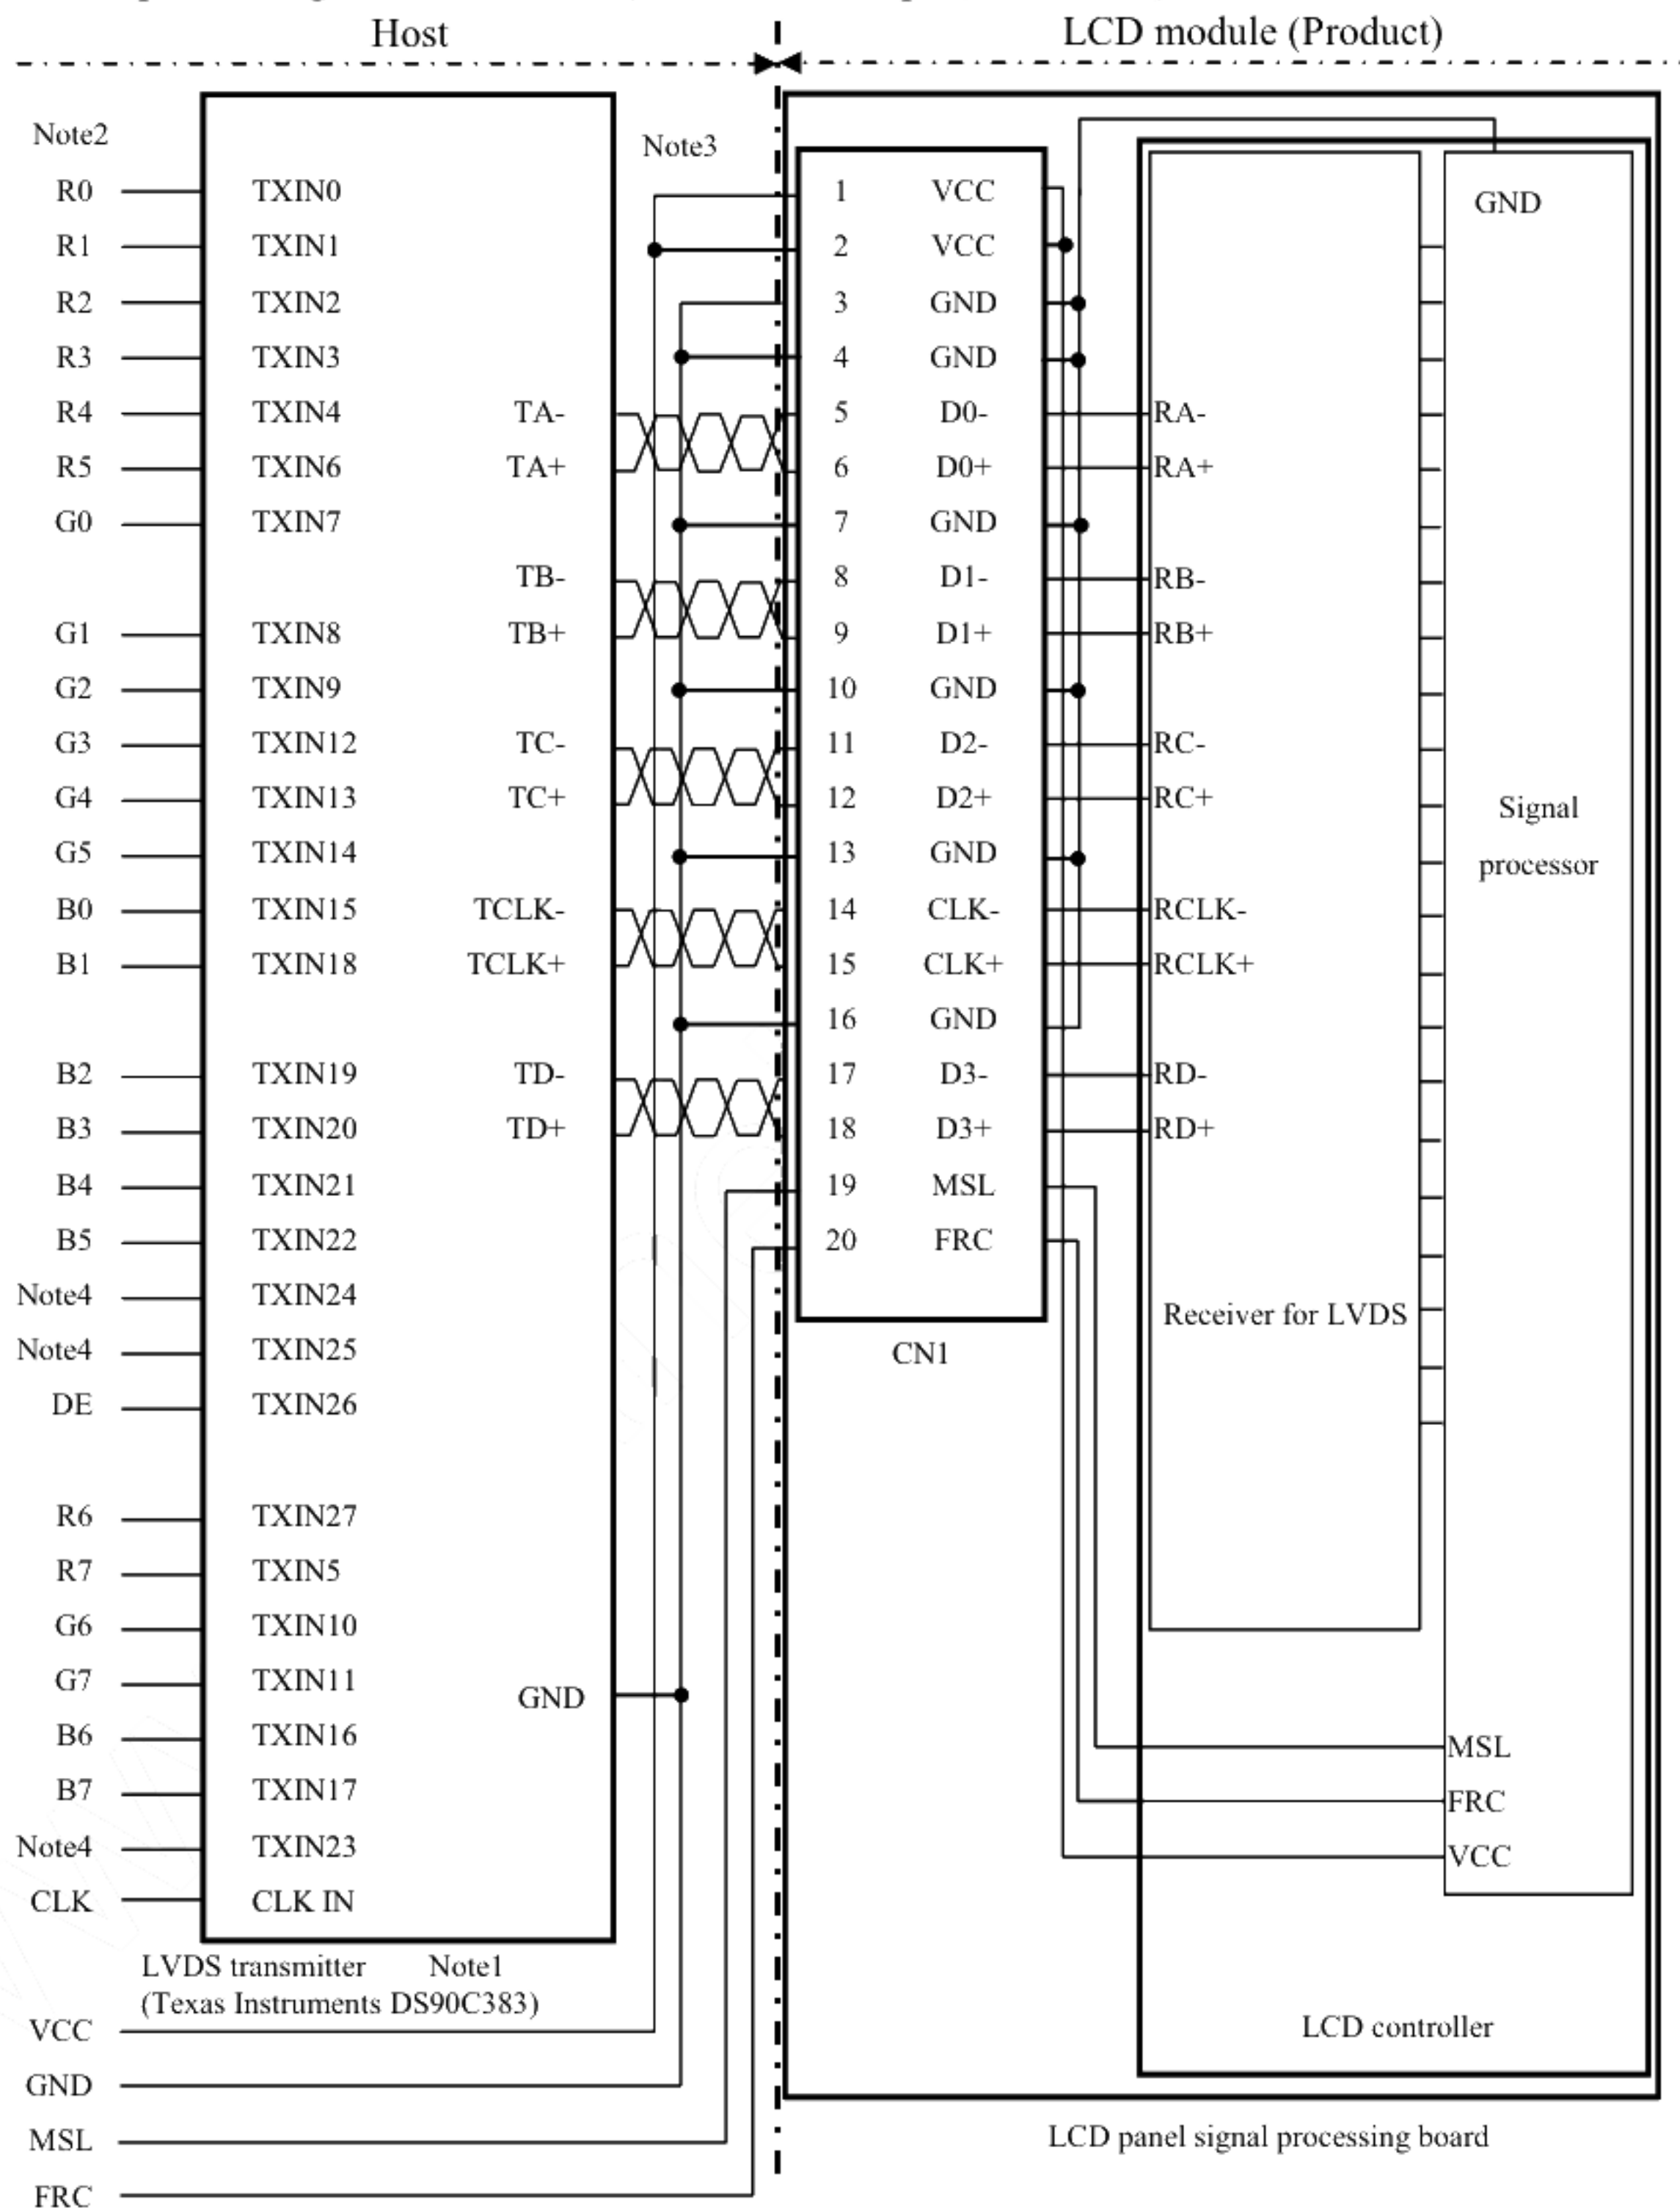 Host LCD module (Product)
Note2 Note3
R0 TXIN0 1 VCC GND
R1 TXIN1 2 VCC
R2 TXIN2 3 GND
R3 TXIN3 4 GND
R4 TXIN4 TA- 5 D0- RA-
R5 TXIN6 TA+ 6 D0+ RA+
G0 TXIN7 7 GND
TB- 8 D1- RB-
G1 TXIN8 TB+ 9 D1+ RB+
G2 TXIN9 10 GND
G3 TXIN12 TC- 11 D2- RC-
G4 TXIN13 TC+ 12 D2+ RC+ Signal
G5 TXIN14 13 GND processor
B0 TXIN15 TCLK- 14 CLK- RCLK-
B1 TXIN18 TCLK+ 15 CLK+ RCLK+
16 GND
B2 TXIN19 TD- 17 D3- RD-
B3 TXIN20 TD+ 18 D3+ RD+
B4 TXIN21 19 MSL
B5 TXIN22 20 FRC
Note4 TXIN24 Receiver for LVDS
Note4 TXIN25 CN1
DE TXIN26
R6 TXIN27
R7 TXIN5
G6 TXIN10
G7 TXIN11 GND
B6 TXIN16 MSL
B7 TXIN17 FRC
Note4 TXIN23 VCC
CLK CLK IN
LVDS transmitter Note1
(Texas Instruments DS90C383)
VCC LCD controller
GND
MSL LCD panel signal processing board
FRC